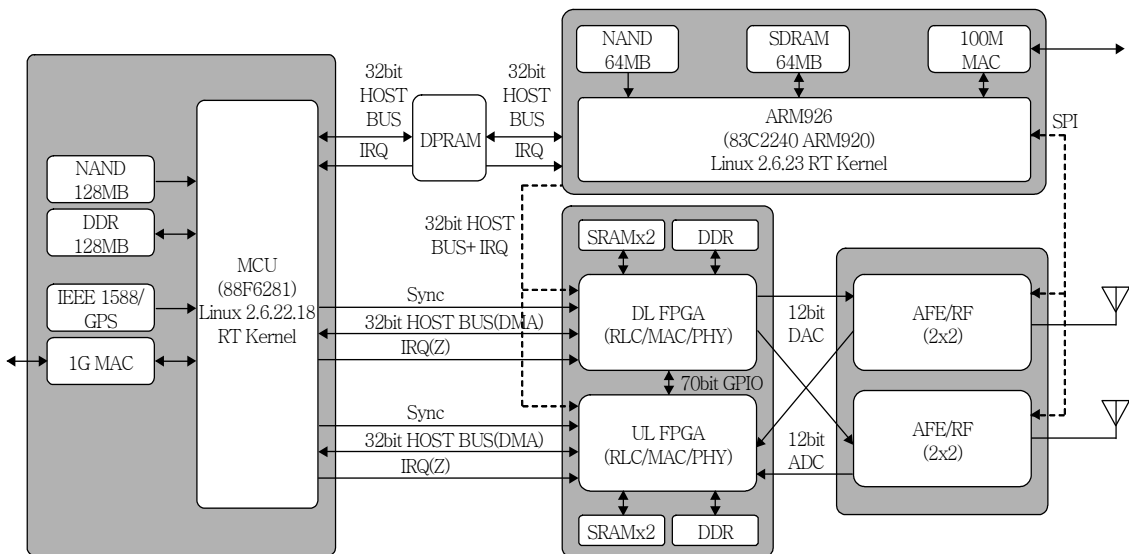 NAND
128MB
DDR
128MB
IEEE 1588/
GPS
1G MAC
MCU
(88F6281)
Linux 2.6.22.18
RT Kernel
32bit
HOST
BUS
IRQ
DPRAM
32bit
HOST
BUS
IRQ
NAND
64MB
SDRAM
64MB
100M
MAC
ARM926
(83C2240 ARM920)
Linux 2.6.23 RT Kernel
SPI
32bit HOST
BUS+ IRQ
Sync
32bit HOST BUS(DMA)
IRQ(Z)
Sync
32bit HOST BUS(DMA)
IRQ(Z)
SRAMx2
DDR
DL FPGA
(RLC/MAC/PHY)
70bit GPIO
UL FPGA
(RLC/MAC/PHY)
SRAMx2
DDR
12bit
DAC
12bit
ADC
AFE/RF
(2x2)
AFE/RF
(2x2)